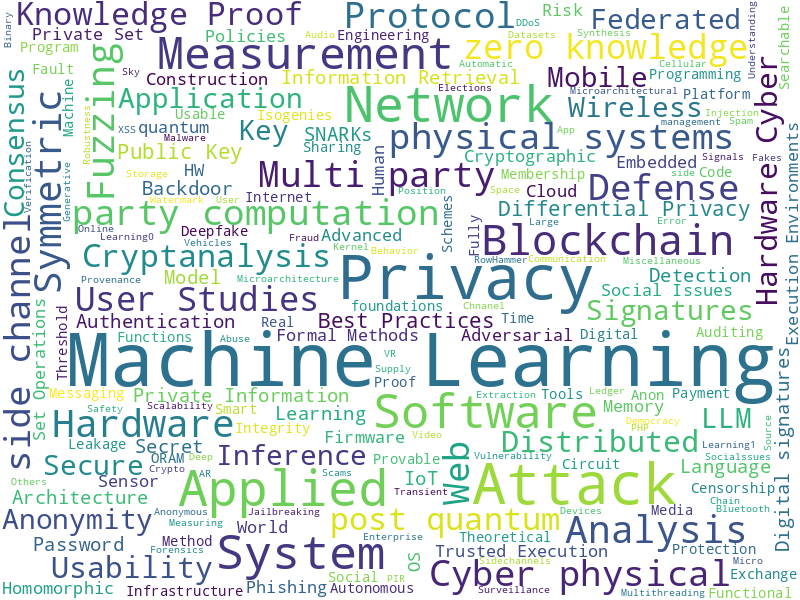 Knowledge Proof
Protocol
DDoS
Risk
Federated
Binary
Private Set
Policies
Audio
Engineering
Datasets
Synthesis
Understanding
Searchable
Program
Fuzzing
Measurement
zero knowledge
Cyber
Fault
Sky
Automatic
Cellular
Consensus
Machine
Construction
Information Retrieval
Mobile
Programming
Symmetric
Application
Elections
Microarchitectural
Platform
Usable
Isogenies
Network
Wireless
Injection
Spam
XSS
quantum
Key
SNARKs
physical systems
App
management
Environments
Robustness
Malware
Sharing
Public Key
Cryptographic
Embedded
Signals
Fakes
Verification
HW
Multi party
Human
Membership
side
Code
Generative
Storage
Backdoor
Internet
Cloud
Defense
Hardware
Watermark
User
Position
Space
party computation
Differential Privacy
Schemes
Large
Error
Online
Deepfake
Advanced
Learning0
Vehicles
Fraud
Kernel
Fully
Blockchain
side channel
Cryptanalysis
Behavior
RowHammer
Communication
Miscellaneous
Provenance
Microarchitecture
Privacy
Detection
Model
Social Issues
Execution
User Studies
foundations
Chnannel
Signatures
Authentication
Real
Best Practices
Time
Set Operations
Threshold
Functions
Abuse
Formal Methods
Adversarial
Digital
Auditing
VR
Machine Learning
Supply
Proof
Messaging
Private Information
Extraction
Tools
Ledger
Anon
Payment
Safety
Scalability
Smart
Learning
Software
Memory
LLM
Digital signatures
Hardware
Integrity
Democracy
PHP
Leakage
Secret
Firmware
Video
Web
Distributed
Learning1
Source
ORAM
Inference
Provable
Vulnerability
Socialssues
Secure
Deep
Circuit
Language
Crypto
AR
Scams
IoT
Others
Sensor
Applied
Transient
Attack
Censorship
Architecture
Chain
Anonymity
Anonymous
Jailbreaking
Devices
Media
Bluetooth
Measuring
World
post quantum
Analysis
Password
Method
Enterprise
Theoretical
Forensics
System
OS
Trusted Execution
Protection
Usability
Sidechannels
Micro
Social
PIR
Cyber physical
Exchange
Homomorphic
Infrastructure
Phishing
Autonomous
Surveillance
Multithreading
Functional